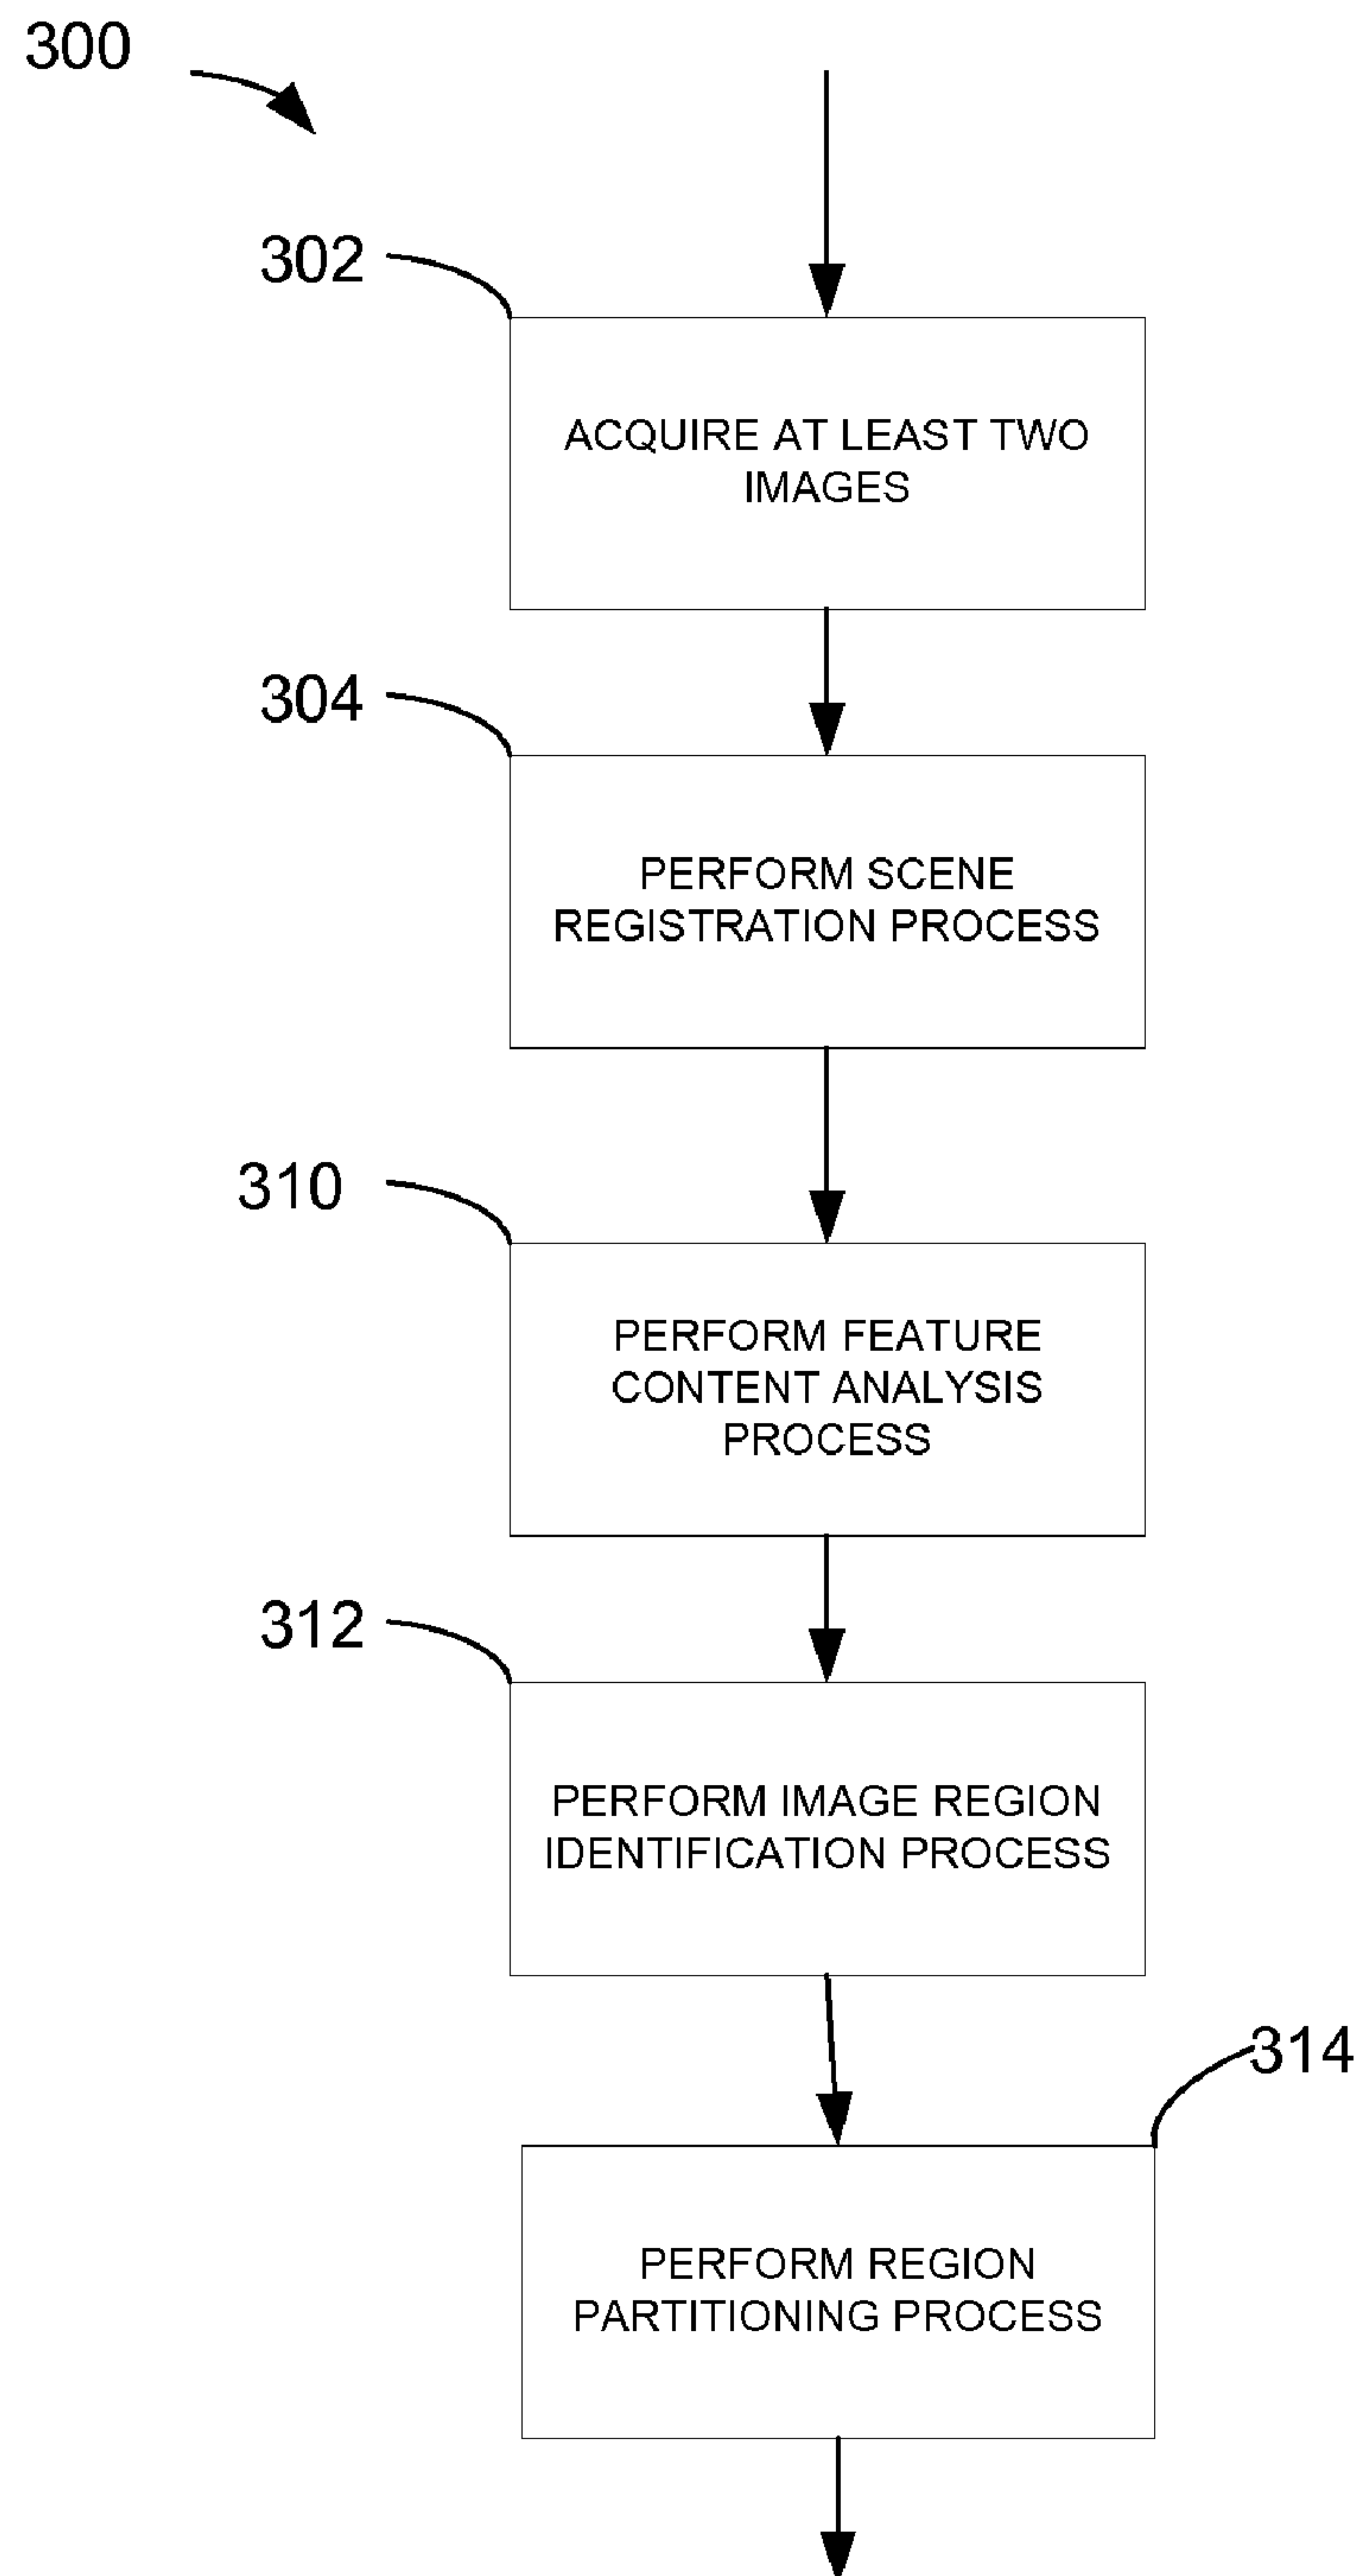 300
302
ACQUIRE AT LEAST TWO
IMAGES
304
PERFORM SCENE
REGISTRATION PROCESS
310
PERFORM FEATURE
CONTENT ANALYSIS
PROCESS
312
PERFORM IMAGE REGION
IDENTIFICATION PROCESS
314
PERFORM REGION
PARTITIONING PROCESS